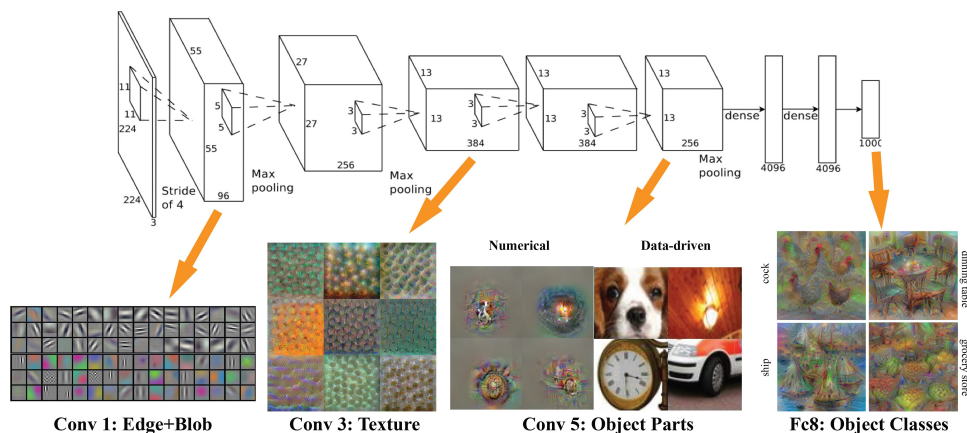 11
11
224
224
3
Stride
of 4
55
55
5
5
96
Max
pooling
27
27
3
3
256
Max
pooling
13
13
3
3
384
13
13
3
3
384
13
13
256
Max
pooling
dense
4096
dense
4096
1000
Numerical
Data-driven
cock
ship
dinning table
grocery store
Conv 1: Edge+Blob
Conv 3: Texture
Conv 5: Object Parts
Fc8: Object Classes